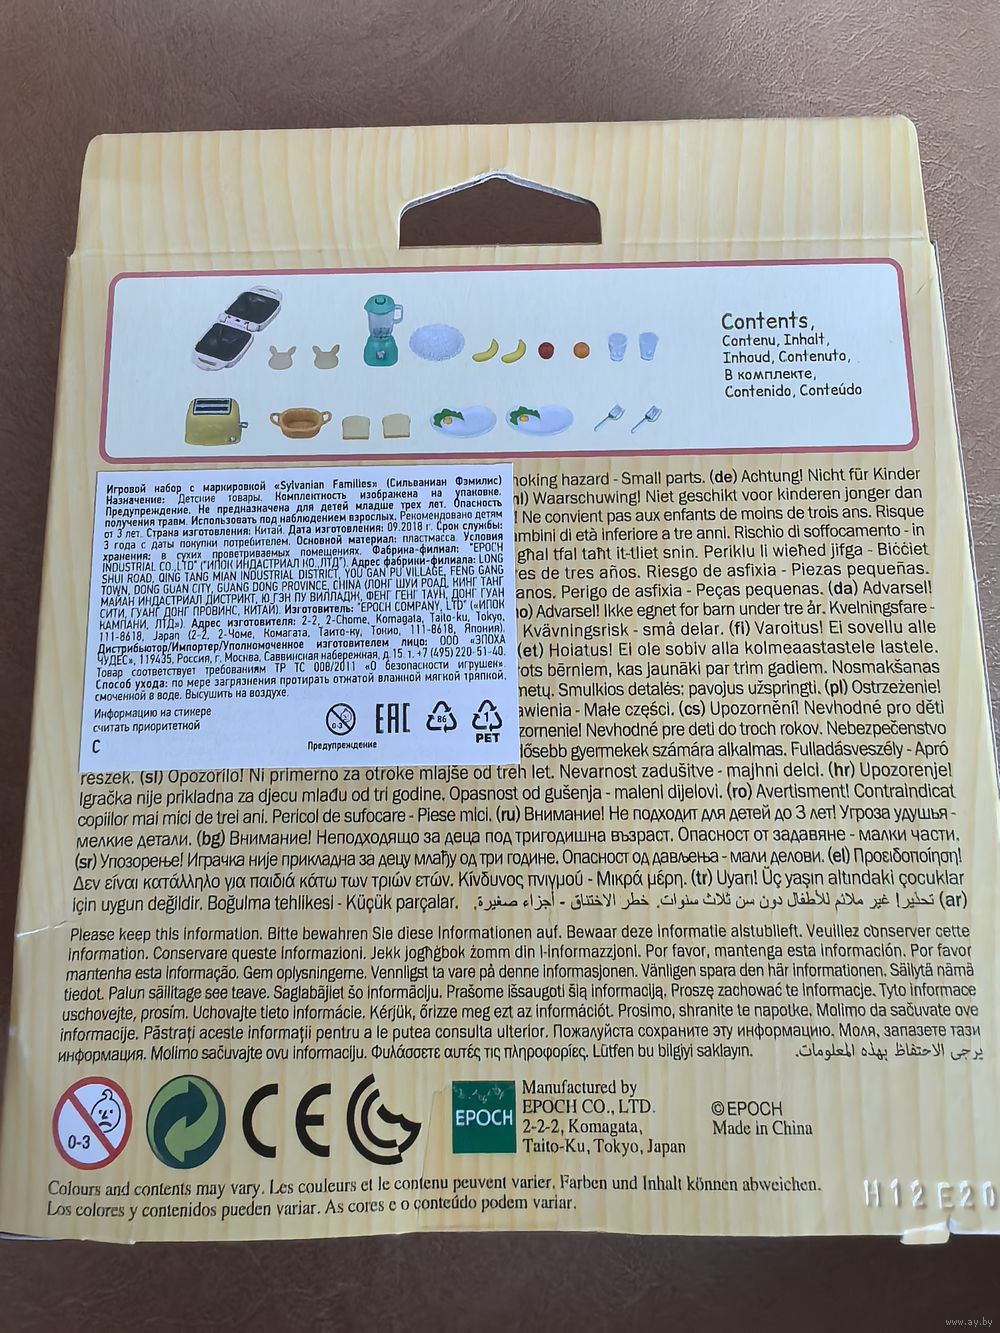 Contents,
Contenu, Inhalt,
Inhoud, Contenuto,
В комплекте,
Contenido, Conteúdo
Игровой набор с маркировкой «Sylvanian Families» (Сильваниан Фэмилис)
Назначение: Детские товары. Комплектность изображена на упаковке.
Предупреждение. Не предназначена для детей младше трех лет. Опасность
получения травм. Использовать под наблюдением взрослых. Рекомендовано детям
от 3 лет. Страна изготовления: Китай. Дата изготовления: 09.2018 г. Срок службы:
3 года с даты покупки потребителем. Основной материал: пластмасса. Условия
хранения: в сухих проветриваемых помещениях. Фабрика-филиал: "EPOCH
INDUSTRIAL CO.,LTD" ("ИПОК ИНДАСТРИАЛ КО.,ЛТД"). Адрес фабрики-филиала: LONG
SHUI ROAD, QING TANG MIAN INDUSTRIAL DISTRICT, YOU GAN PU VILLAGE, FENG GANG
TOWN, DONG GUAN CITY, GUANG DONG PROVINCE, CHINA (ЛОНГ ШУИ РОАД, КИНГ ТАНГ
МАЙАН ИНДАСТРИАЛ ДИСТРИКТ, Ю ГЭН ПУ ВИЛЛАДЖ, ФЕНГ ГЕНГ ТАУН, ДОНГ ГУАН
СИТИ, ГУАНГ ДОНГ ПРОВИНС, КИТАЙ). Изготовитель: "EPOCH COMPANY, LTD" («ИПОК
КАМПАНИ, ЛТД»). Адрес изготовителя: 2-2, 2-Chome, Komagata, Taito-ku, Tokyo,
111-8618, Japan (2-2, 2-Чоме, Комагата, Таито-ку, Токио, 111-8618, Япония).
Дистрибьютор/Импортер/Уполномоченное изготовителем лицо: ООО «ЭПОХА
ЧУДЕС», 119435, Россия, г. Москва, Саввинская набережная, д.15 т.+7 (495) 220-51-40.
Товар соответствует требованиям ТР ТС 008/2011 «О безопасности игрушек».
Способ ухода: по мере загрязнения протирать отжатой влажной мягкой тряпкой,
смоченной в воде. Высушить на воздухе.
Информацию на стикере
считать приоритетной
С
0-3
Предупреждение
EAC
86
1
PET
oking hazard - Small parts. (de) Achtung! Nicht für Kinder
nl) Waarschuwing! Niet geschikt voor kinderen jonger dan
! Ne convient pas aux enfants de moins de trois ans. Risque
mbini di età inferiore a tre anni. Rischio di soffocamento - in
għal tfal taħt it-tliet snin. Periklu li wieħed jifga - Biċċiet
res de tres años. Riesgo de asfixia - Piezas pequeñas.
anos. Perigo de asfixia - Peças pequenas. (da) Advarsel!
no) Advarsel! Ikke egnet for barn under tre år. Kvelningsfare -
Kvävningsrisk - små delar. (fi) Varoitus! Ei sovellu alle
(et) Hoiatus! Ei ole sobiv alla kolmeaastastele lastele.
rots bērniem, kas jaunāki par trim gadiem. Nosmakšanas
metų. Smulkios detalės; pavojus užspringti. (pl) Ostrzeżenie!
awienia - Małe części. (cs) Upozornění! Nevhodné pro děti
zornenie! Nevhodné pre deti do troch rokov. Nebezpečenstvo
dősebb gyermekek számára alkalmas. Fulladásveszély - Apró
részek. (sl) Opozorilo! Ni primerno za otroke mlajše od treh let. Nevarnost zadušitve - majhni delci. (hr) Upozorenje!
Igračka nije prikladna za djecu mlađu od tri godine. Opasnost od gušenja - maleni dijelovi. (ro) Avertisment! Contraindicat
copiilor mai mici de trei ani. Pericol de sufocare - Piese mici. (ru) Внимание! Не подходит для детей до 3 лет! Угроза удушья -
мелкие детали. (bg) Внимание! Неподходящо за деца под тригодишна възраст. Опасност от задавяне - малки части.
(sr) Упозорење! Играчка није прикладна за децу млађу од три године. Опасност од дављења - мали делови. (el) Προειδοποίηση!
Δεν είναι κατάλληλο για παιδιά κάτω των τριών ετών. Κίνδυνος πνιγμού - Μικρά μέρη. (tr) Uyarı! Üç yaşın altındaki çocuklar
için uygun değildir. Boğulma tehlikesi - Küçük parçalar. (ar) تحذير! غير ملائم للأطفال دون سن ثلاث سنوات. خطر الاختناق - أجزاء صغيرة.
Please keep this information. Bitte bewahren Sie diese Informationen auf. Bewaar deze informatie alstublieft. Veuillez conserver cette
information. Conservare queste informazioni. Jekk jogħġbok żomm din l-informazzjoni. Por favor, mantenga esta información. Por favor
mantenha esta informação. Gem oplysningerne. Vennligst ta vare på denne informasjonen. Vänligen spara den här informationen. Säilytä nämä
tiedot. Palun säilitage see teave. Saglabājiet šo informāciju. Prašome išsaugoti šią informaciją. Proszę zachować te informacje. Tyto informace
uschovejte, prosím. Uchovajte tieto informácie. Kérjük, őrizze meg ezt az információt. Prosimo, shranite te napotke. Molimo da sačuvate ove
informacije. Păstrați aceste informații pentru a le putea consulta ulterior. Пожалуйста сохраните эту информацию. Моля, запазете тази
информация. Molimo sačuvajte ovu informaciju. Φυλάσσετε αυτές τις πληροφορίες. Lütfen bu bilgiyi saklayın. يرجى الاحتفاظ بهذه المعلومات.
0-3
CE
EPOCH
Manufactured by
EPOCH CO., LTD.
2-2-2, Komagata,
Taito-Ku, Tokyo, Japan
©EPOCH
Made in China
Colours and contents may vary. Les couleurs et le contenu peuvent varier. Farben und Inhalt können abweichen.
Los colores y contenidos pueden variar. As cores e o conteúdo podem variar.
H12E20
www.ay.by